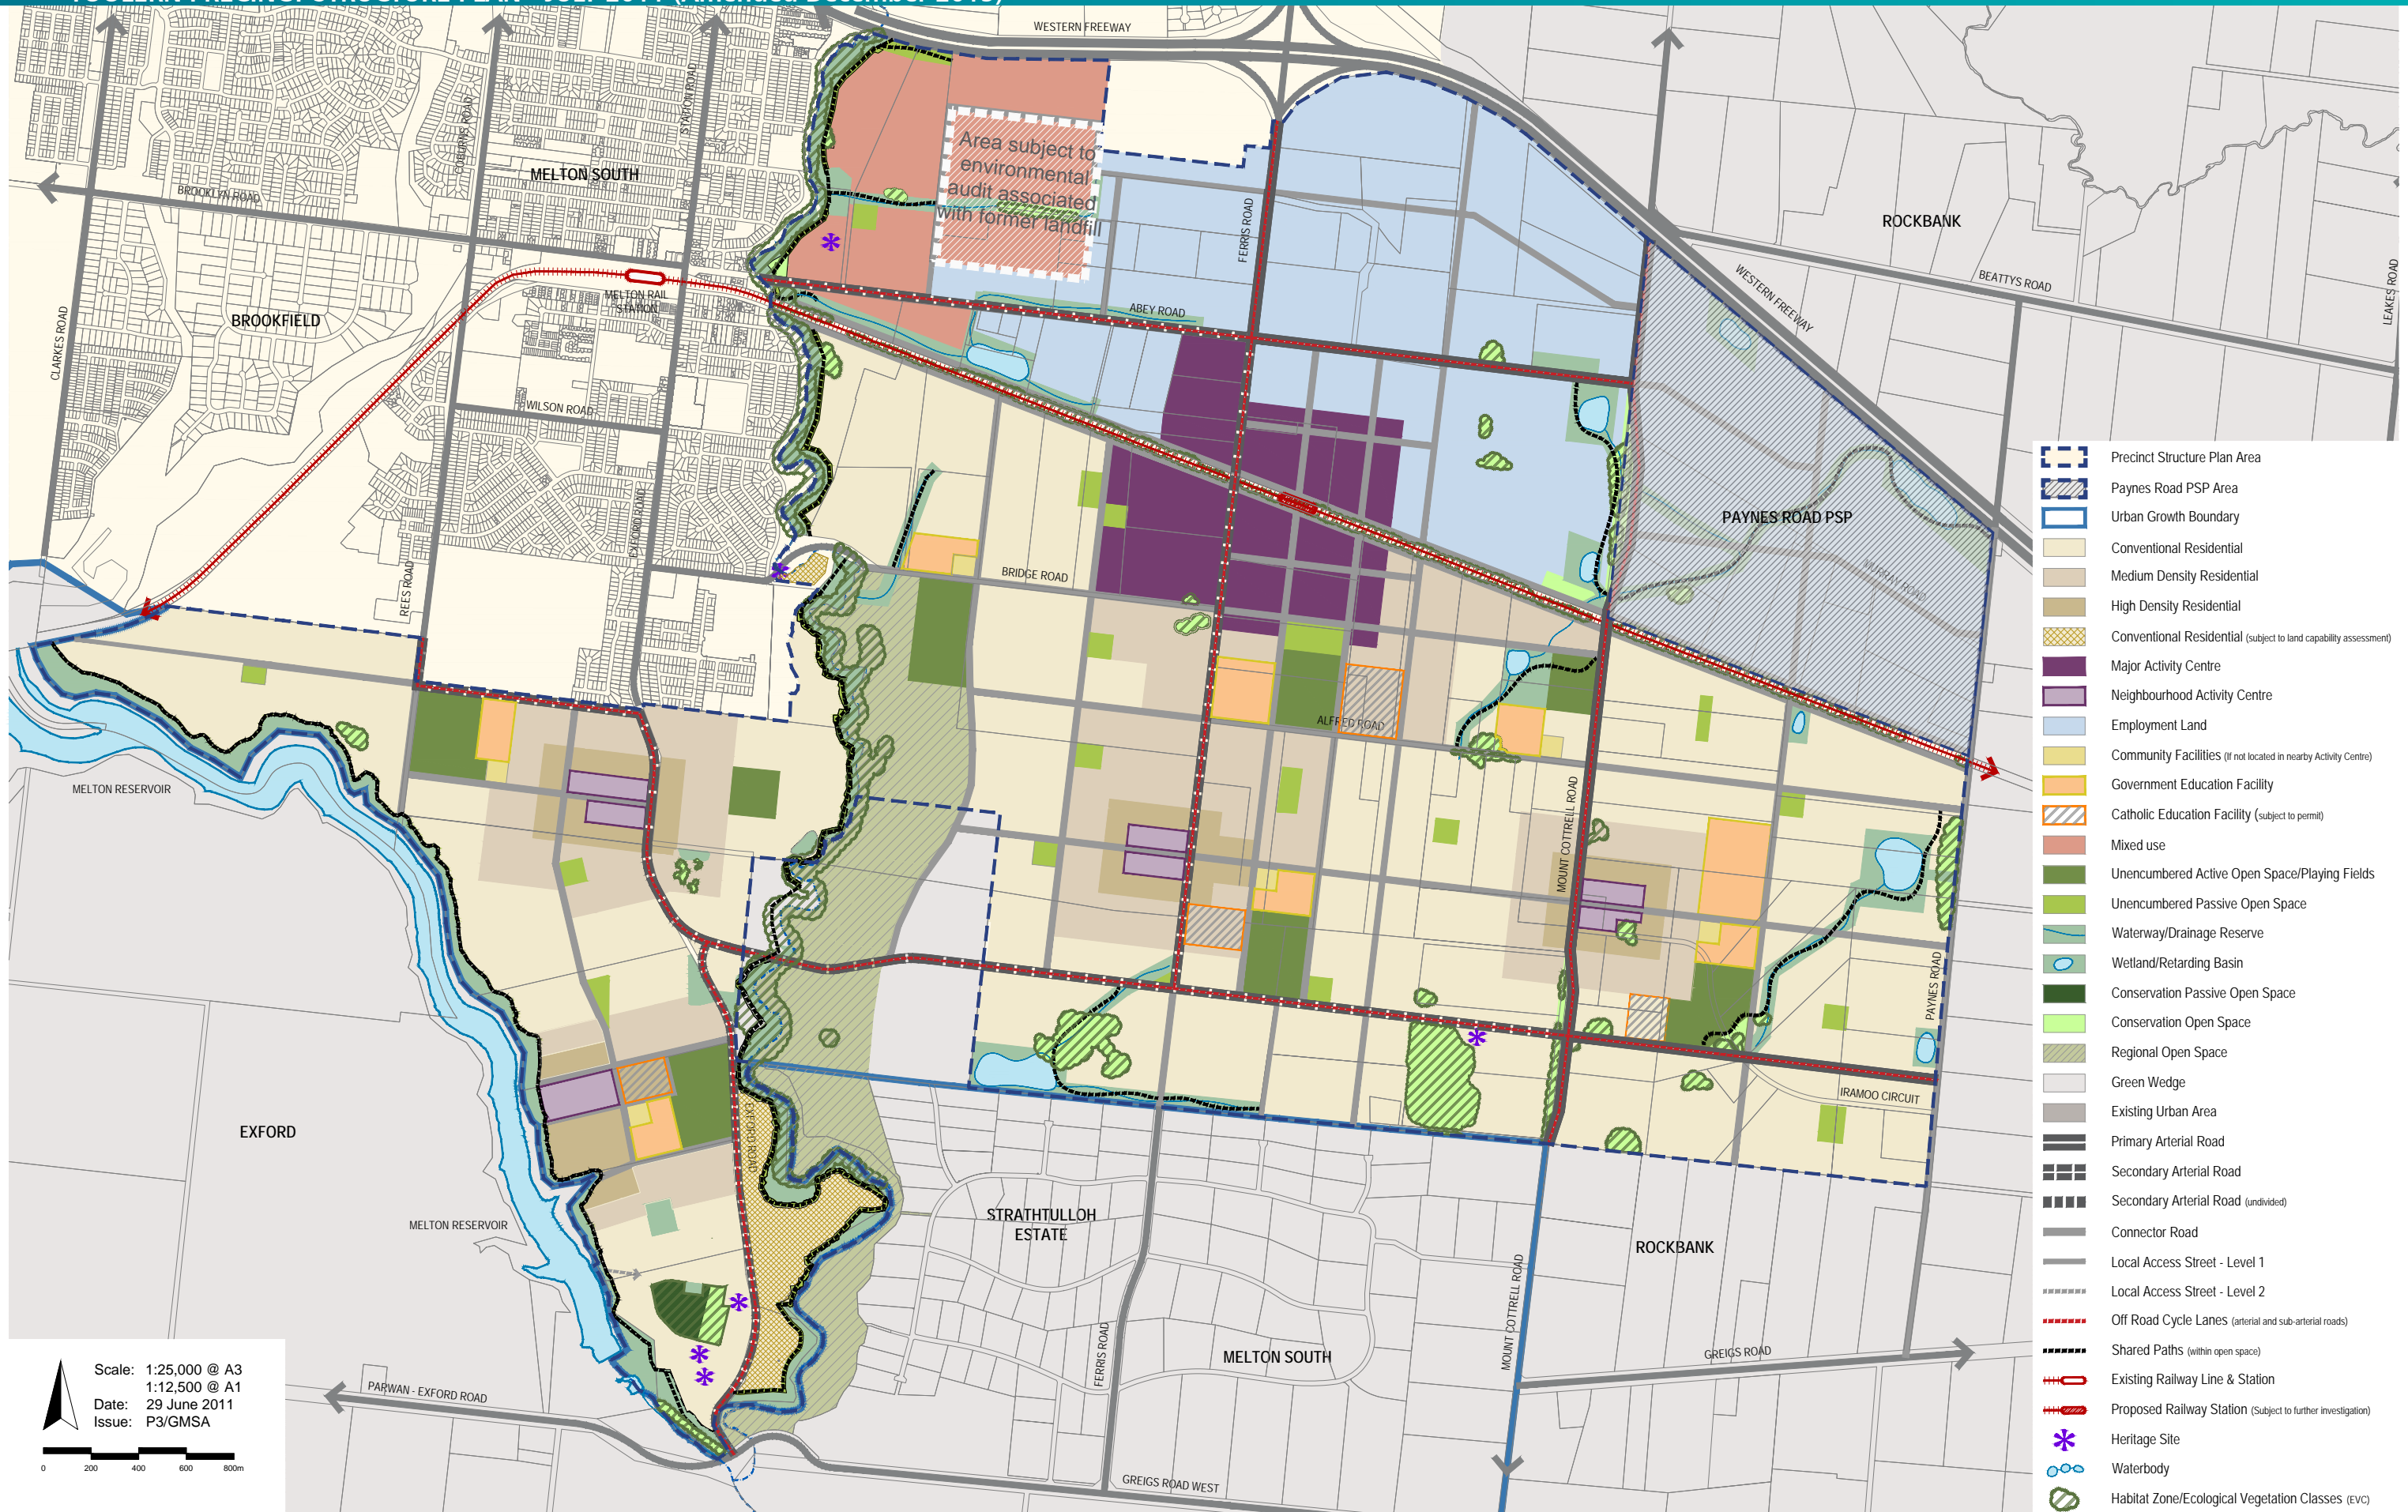 TOOLERN PRECINCT STRUCTURE PLAN - JULY 2011 (Amended December 2015)
WESTERN FREEWAY
STATION ROAD
COBURNS ROAD
MELTON SOUTH
BROOKLYN ROAD
Area subject to
environmental
audit associated
with former landfill
FERRIS ROAD
ROCKBANK
BEATTYS ROAD
WESTERN FREEWAY
LEAKES ROAD
MELTON RAIL
STATION
ABEY ROAD
BROOKFIELD
CLARKES ROAD
WILSON ROAD
EXFORD ROAD
REES ROAD
BRIDGE ROAD
PAYNES ROAD PSP
MURRAY ROAD
ALFRED ROAD
MELTON RESERVOIR
MOUNT COTTRELL ROAD
PAYNES ROAD
IRAMOO CIRCUIT
EXFORD
EXFORD ROAD
MELTON RESERVOIR
STRATHTULLOH
ESTATE
ROCKBANK
MOUNT COTTRELL ROAD
FERRIS ROAD
MELTON SOUTH
GREIGS ROAD
PARWAN - EXFORD ROAD
GREIGS ROAD WEST
Scale: 1:25,000 @ A3
1:12,500 @ A1
Date: 29 June 2011
Issue: P3/GMSA
0 200 400 600 800m
Precinct Structure Plan Area
Paynes Road PSP Area
Urban Growth Boundary
Conventional Residential
Medium Density Residential
High Density Residential
Conventional Residential (subject to land capability assessment)
Major Activity Centre
Neighbourhood Activity Centre
Employment Land
Community Facilities (If not located in nearby Activity Centre)
Government Education Facility
Catholic Education Facility (subject to permit)
Mixed use
Unencumbered Active Open Space/Playing Fields
Unencumbered Passive Open Space
Waterway/Drainage Reserve
Wetland/Retarding Basin
Conservation Passive Open Space
Conservation Open Space
Regional Open Space
Green Wedge
Existing Urban Area
Primary Arterial Road
Secondary Arterial Road
Secondary Arterial Road (undivided)
Connector Road
Local Access Street - Level 1
Local Access Street - Level 2
Off Road Cycle Lanes (arterial and sub-arterial roads)
Shared Paths (within open space)
Existing Railway Line & Station
Proposed Railway Station (Subject to further investigation)
Heritage Site
Waterbody
Habitat Zone/Ecological Vegetation Classes (EVC)